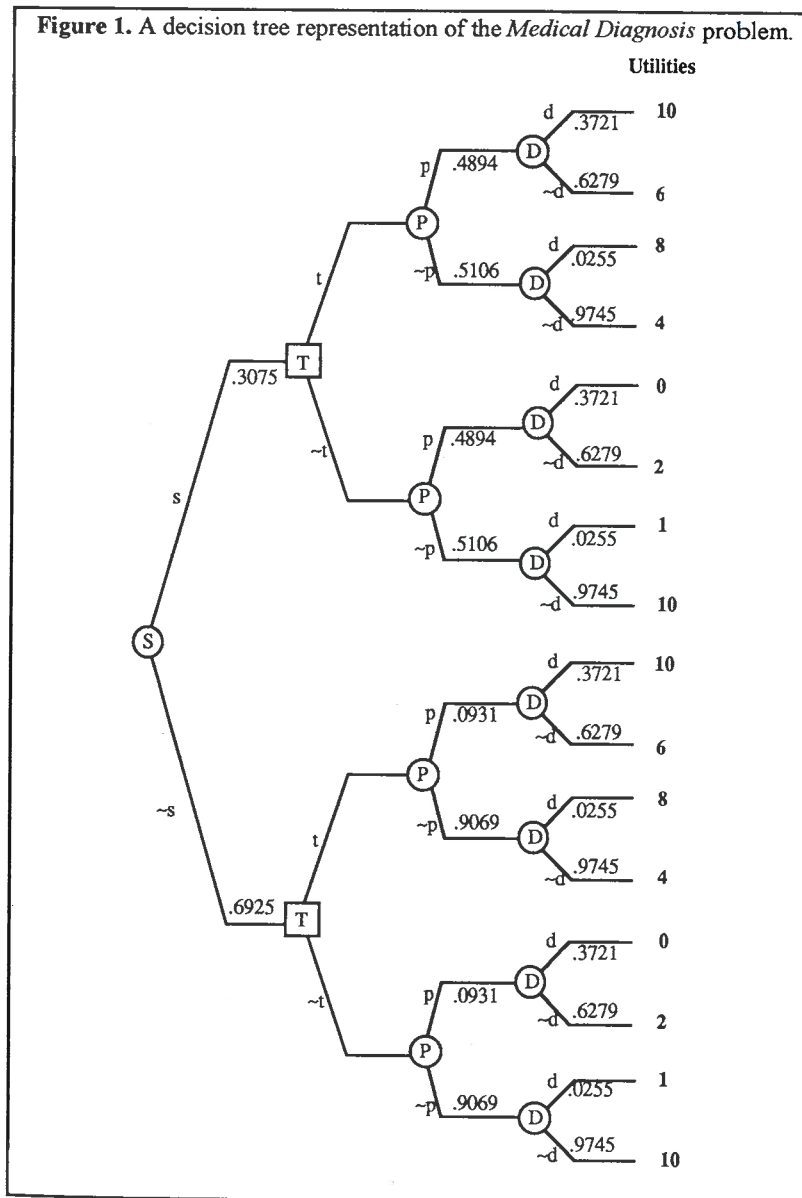 Figure 1. A decision tree representation of the Medical Diagnosis problem.
Utilities
d .3721 10
p .4894 D
~d .6279 6
P
d .0255 8
t ~p .5106 D
~d .9745 4
T
.3075
d .3721 0
p .4894 D
~t ~d .6279 2
s P
d .0255 1
~p .5106 D
~d .9745 10
S
d .3721 10
p .0931 D
~d .6279 6
P
~s d .0255 8
t ~p .9069 D
~d .9745 4
.6925 T
d .3721 0
~t p .0931 D
~d .6279 2
P
d .0255 1
~p .9069 D
~d .9745 10